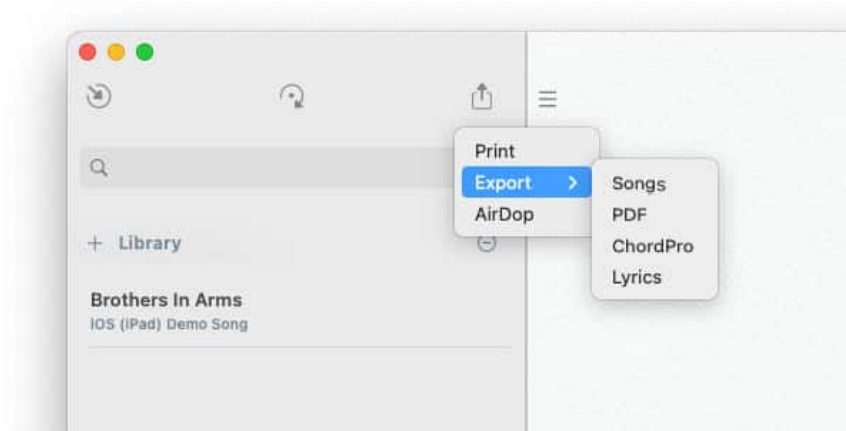 Print
Export
AirDop
Songs
PDF
ChordPro
Lyrics
+ Library
Brothers In Arms
iOS (iPad) Demo Song